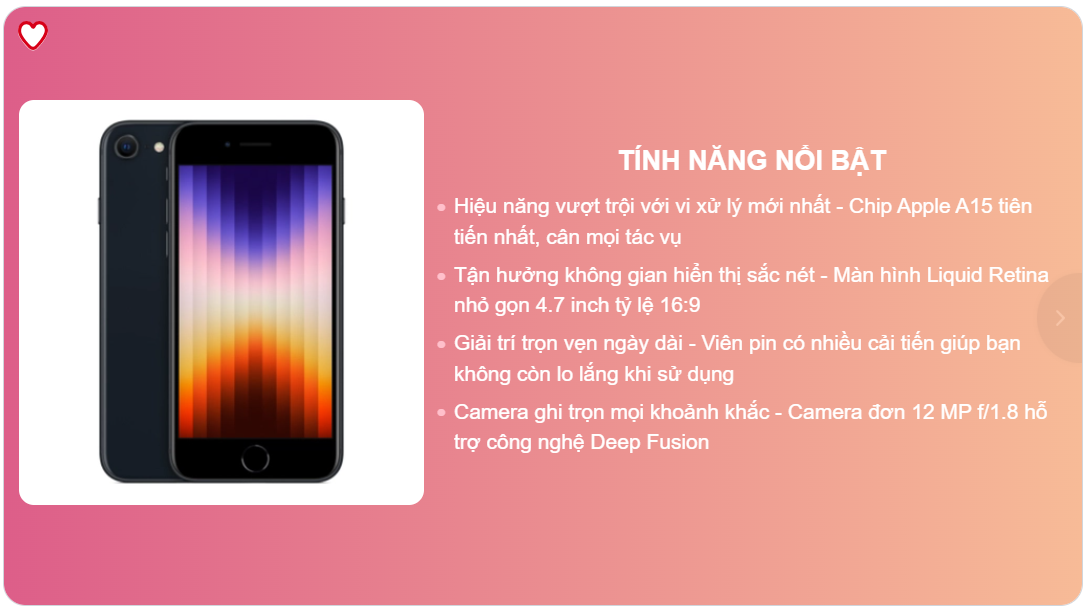 TÍNH NĂNG NỔI BẬT
Hiệu năng vượt trội với vi xử lý mới nhất - Chip Apple A15 tiên
tiến nhất, cân mọi tác vụ
Tận hưởng không gian hiển thị sắc nét - Màn hình Liquid Retina
nhỏ gọn 4.7 inch tỷ lệ 16:9
Giải trí trọn vẹn ngày dài - Viên pin có nhiều cải tiến giúp bạn
không còn lo lắng khi sử dụng
Camera ghi trọn mọi khoảnh khắc - Camera đơn 12 MP f/1.8 hỗ
trợ công nghệ Deep Fusion